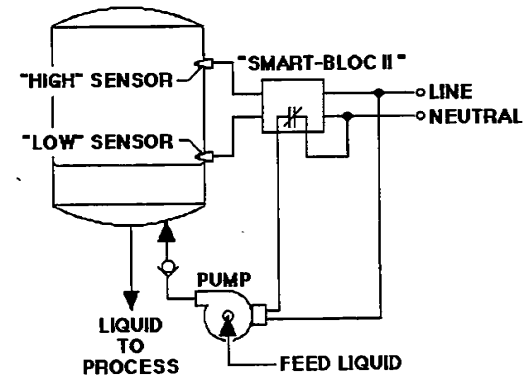 "SMART-BLOC II"
"HIGH" SENSOR
LINE
NEUTRAL
"LOW" SENSOR
PUMP
LIQUID
TO
PROCESS
FEED LIQUID